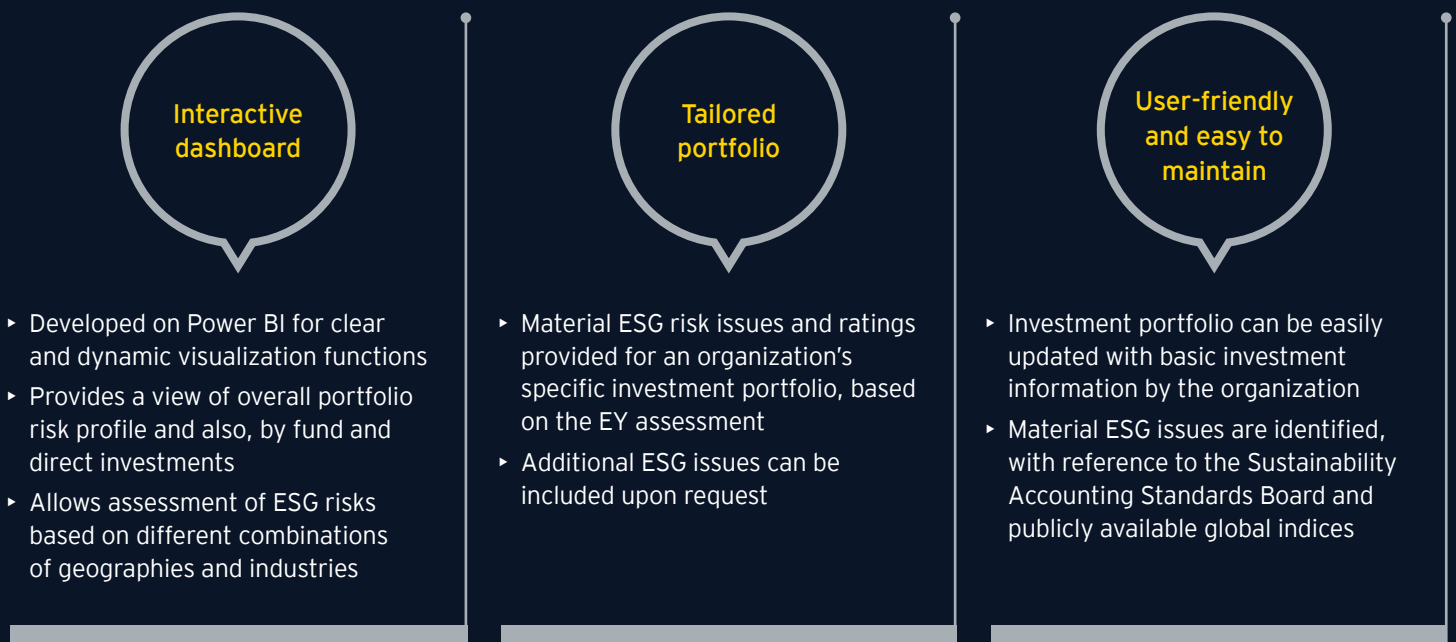 Interactive
dashboard
▸ Developed on Power BI for clear
and dynamic visualization functions
▸ Provides a view of overall portfolio
risk profile and also, by fund and
direct investments
▸ Allows assessment of ESG risks
based on different combinations
of geographies and industries
Tailored
portfolio
▸ Material ESG risk issues and ratings
provided for an organization’s
specific investment portfolio, based
on the EY assessment
▸ Additional ESG issues can be
included upon request
User-friendly
and easy to
maintain
▸ Investment portfolio can be easily
updated with basic investment
information by the organization
▸ Material ESG issues are identified,
with reference to the Sustainability
Accounting Standards Board and
publicly available global indices